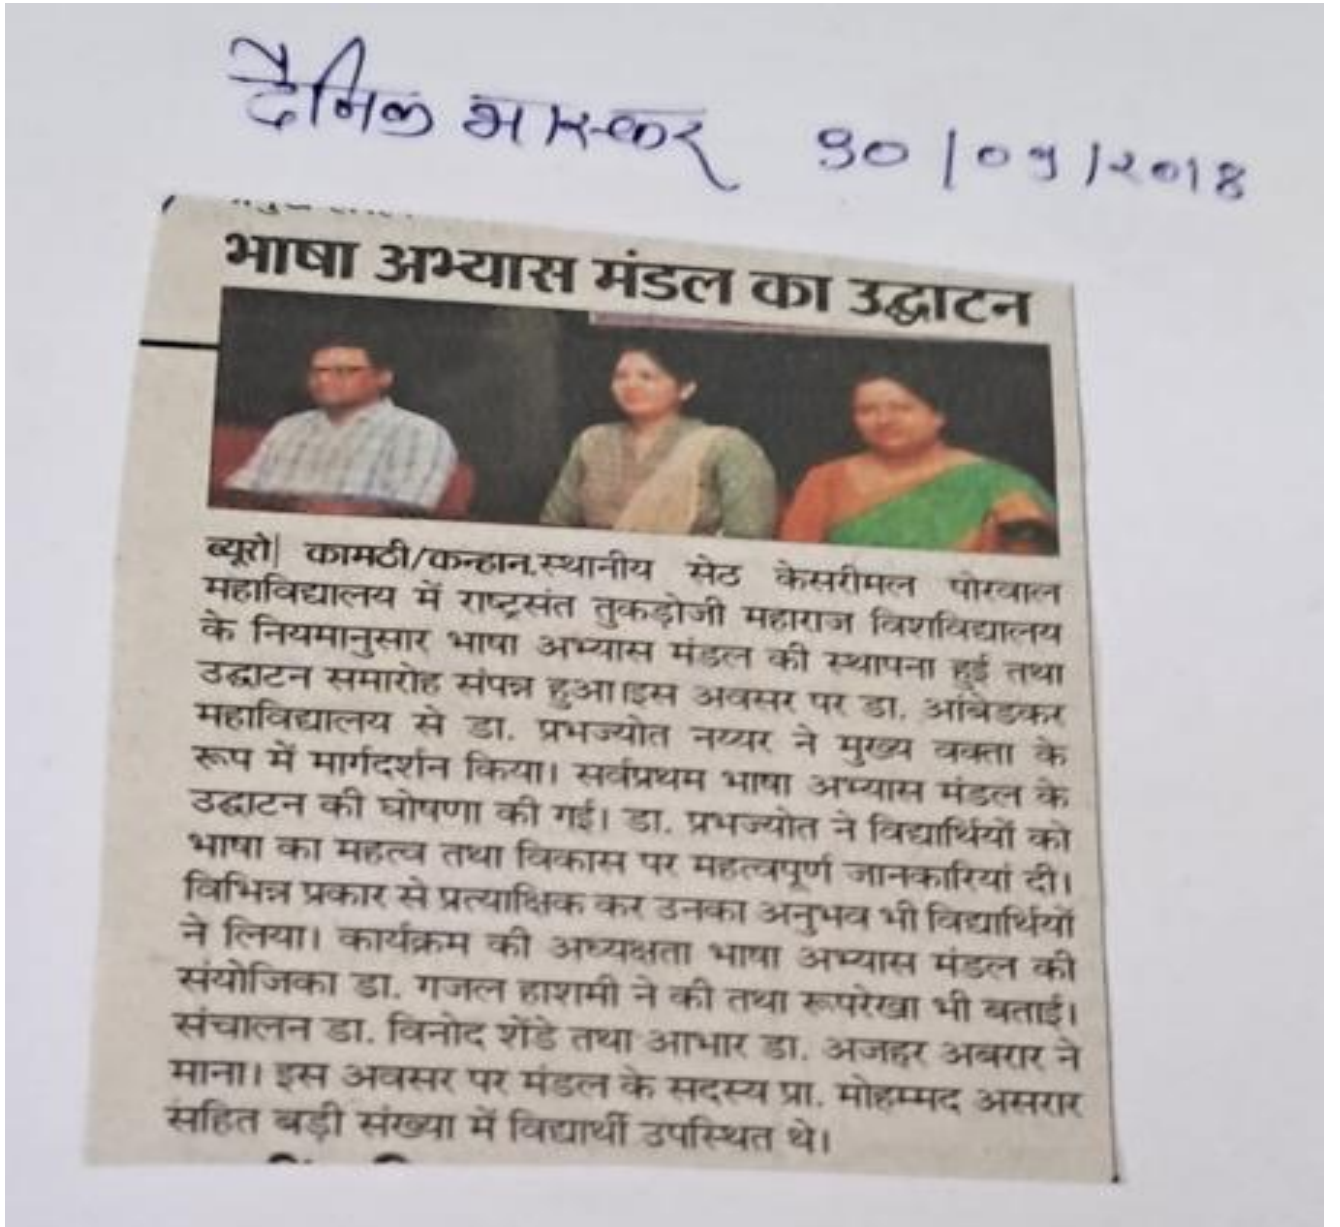 दैनिक भास्कर १०/०९/२०१८
भाषा अभ्यास मंडल का उद्घाटन
ब्यूरो| कामठी/कन्हान.स्थानीय सेठ केसरीमल पोरवाल
महाविद्यालय में राष्ट्रसंत तुकड़ोजी महाराज विशविद्यालय
के नियमानुसार भाषा अभ्यास मंडल की स्थापना हुई तथा
उद्घाटन समारोह संपन्न हुआ।इस अवसर पर डा. आंबेडकर
महाविद्यालय से डा. प्रभज्योत नय्यर ने मुख्य वक्ता के
रूप में मार्गदर्शन किया। सर्वप्रथम भाषा अभ्यास मंडल के
उद्घाटन की घोषणा की गई। डा. प्रभज्योत ने विद्यार्थियों को
भाषा का महत्व तथा विकास पर महत्वपूर्ण जानकारियां दी।
विभिन्न प्रकार से प्रत्याक्षिक कर उनका अनुभव भी विद्यार्थियों
ने लिया। कार्यक्रम की अध्यक्षता भाषा अभ्यास मंडल की
संयोजिका डा. गजल हाशमी ने की तथा रूपरेखा भी बताई।
संचालन डा. विनोद शेंडे तथा आभार डा. अजहर अबरार ने
माना। इस अवसर पर मंडल के सदस्य प्रा. मोहम्मद असरार
सहित बड़ी संख्या में विद्यार्थी उपस्थित थे।